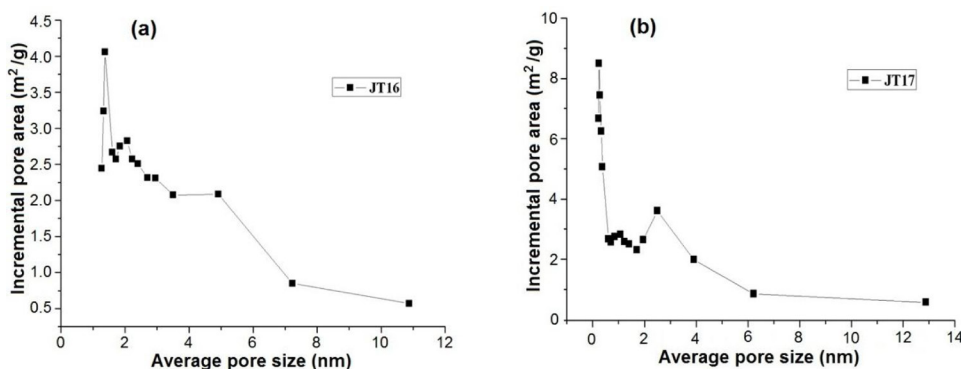 (a)
JT16
4.5
4.0
3.5
3.0
2.5
2.0
1.5
1.0
0.5
Incremental pore area (m²/g)
0 2 4 6 8 10 12
Average pore size (nm)
(b)
JT17
10
8
6
4
2
0
Incremental pore area (m²/g)
0 2 4 6 8 10 12 14
Average pore size (nm)